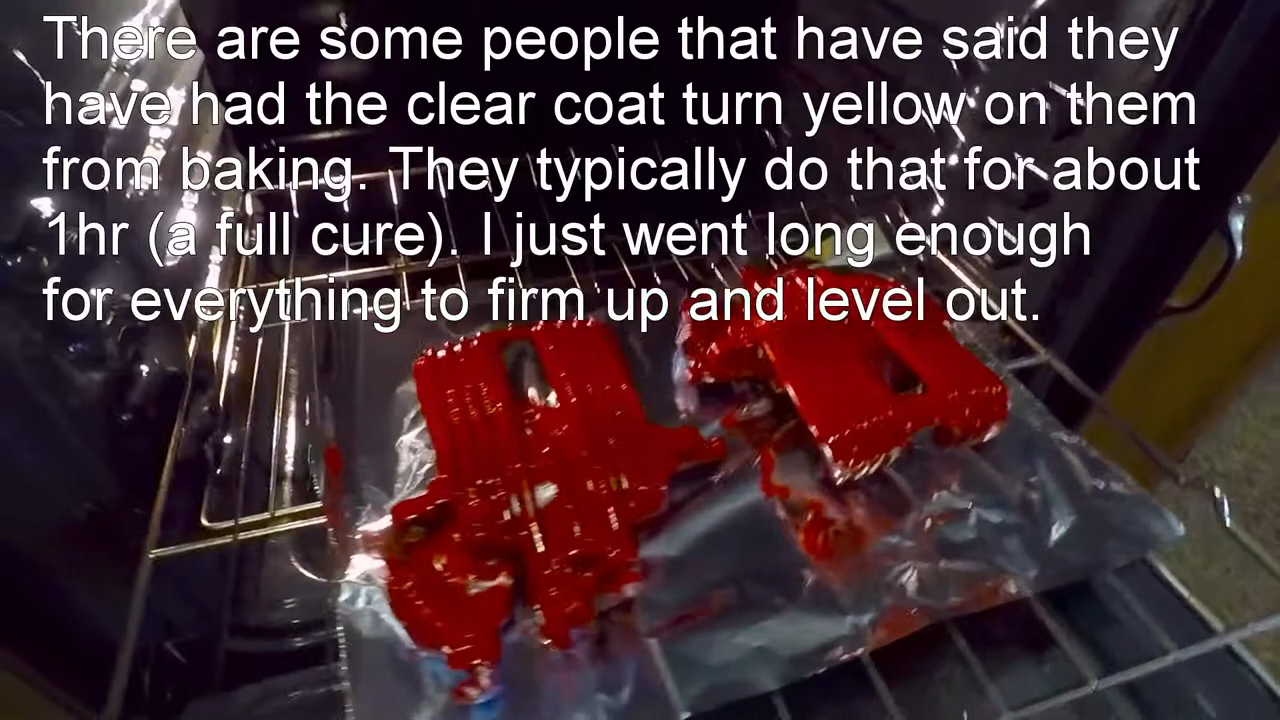 There are some people that have said they
have had the clear coat turn yellow on them
from baking. They typically do that for about
1hr (a full cure). I just went long enough
for everything to firm up and level out.